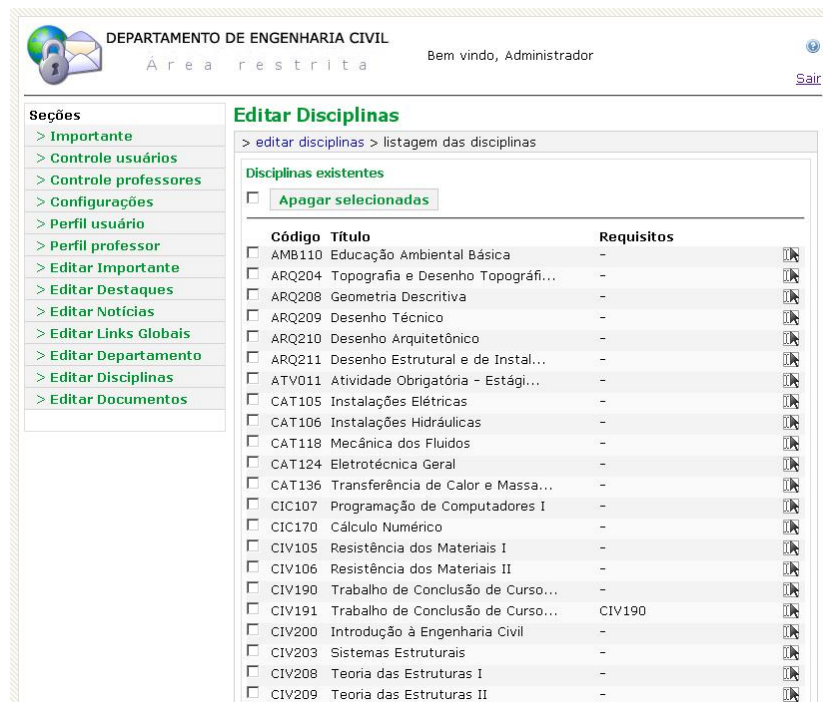 DEPARTAMENTO DE ENGENHARIA CIVIL
Área restrita
Bem vindo, Administrador
Sair
Seções
> Importante
> Controle usuários
> Controle professores
> Configurações
> Perfil usuário
> Perfil professor
> Editar Importante
> Editar Destaques
> Editar Notícias
> Editar Links Globais
> Editar Departamento
> Editar Disciplinas
> Editar Documentos
Editar Disciplinas
> editar disciplinas > listagem das disciplinas
Disciplinas existentes
Apagar selecionadas
Código Título Requisitos
AMB110 Educação Ambiental Básica -
ARQ204 Topografia e Desenho Topográfi... -
ARQ208 Geometria Descritiva -
ARQ209 Desenho Técnico -
ARQ210 Desenho Arquitetônico -
ARQ211 Desenho Estrutural e de Instal... -
ATV011 Atividade Obrigatória - Estági... -
CAT105 Instalações Elétricas -
CAT106 Instalações Hidráulicas -
CAT118 Mecânica dos Fluidos -
CAT124 Eletrotécnica Geral -
CAT136 Transferência de Calor e Massa... -
CIC107 Programação de Computadores I -
CIC170 Cálculo Numérico -
CIV105 Resistência dos Materiais I -
CIV106 Resistência dos Materiais II -
CIV190 Trabalho de Conclusão de Curso... -
CIV191 Trabalho de Conclusão de Curso... CIV190
CIV200 Introdução à Engenharia Civil -
CIV203 Sistemas Estruturais -
CIV208 Teoria das Estruturas I -
CIV209 Teoria das Estruturas II -